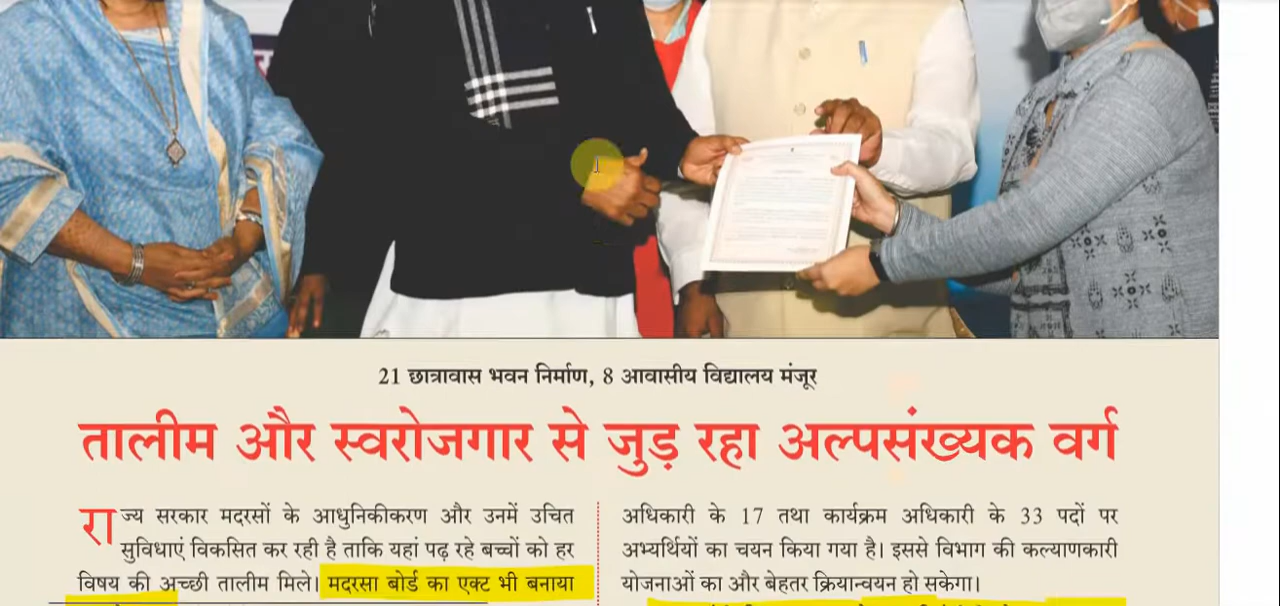 21 छात्रावास भवन निर्माण, 8 आवासीय विद्यालय मंजूर
तालीम और स्वरोजगार से जुड़ रहा अल्पसंख्यक वर्ग
राज्य सरकार मदरसों के आधुनिकीकरण और उनमें उचित
सुविधाएं विकसित कर रही है ताकि यहां पढ़ रहे बच्चों को हर
विषय की अच्छी तालीम मिले। मदरसा बोर्ड का एक्ट भी बनाया
अधिकारी के 17 तथा कार्यक्रम अधिकारी के 33 पदों पर
अभ्यर्थियों का चयन किया गया है। इससे विभाग की कल्याणकारी
योजनाओं का और बेहतर क्रियान्वयन हो सकेगा।